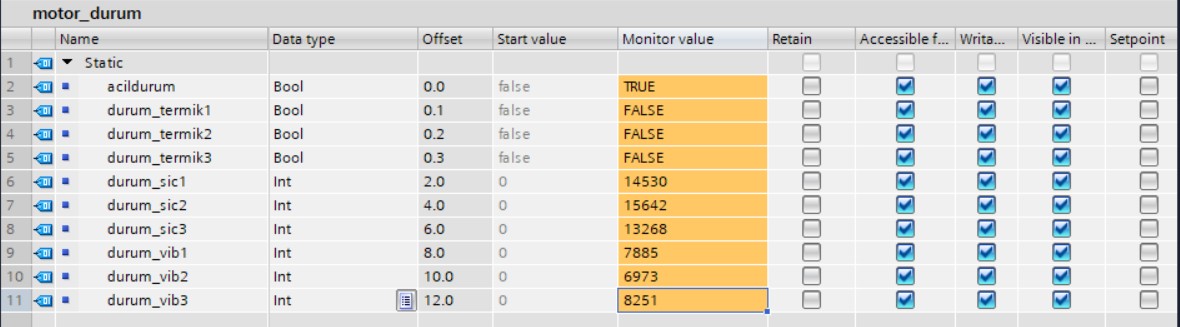 motor_durum
Name Data type Offset Start value Monitor value Retain Accessible f... Writa... Visible in ... Setpoint
1 Static
2 acildurum Bool 0.0 false TRUE
3 durum_termik1 Bool 0.1 false FALSE
4 durum_termik2 Bool 0.2 false FALSE
5 durum_termik3 Bool 0.3 false FALSE
6 durum_sic1 Int 2.0 0 14530
7 durum_sic2 Int 4.0 0 15642
8 durum_sic3 Int 6.0 0 13268
9 durum_vib1 Int 8.0 0 7885
10 durum_vib2 Int 10.0 0 6973
11 durum_vib3 Int 12.0 0 8251